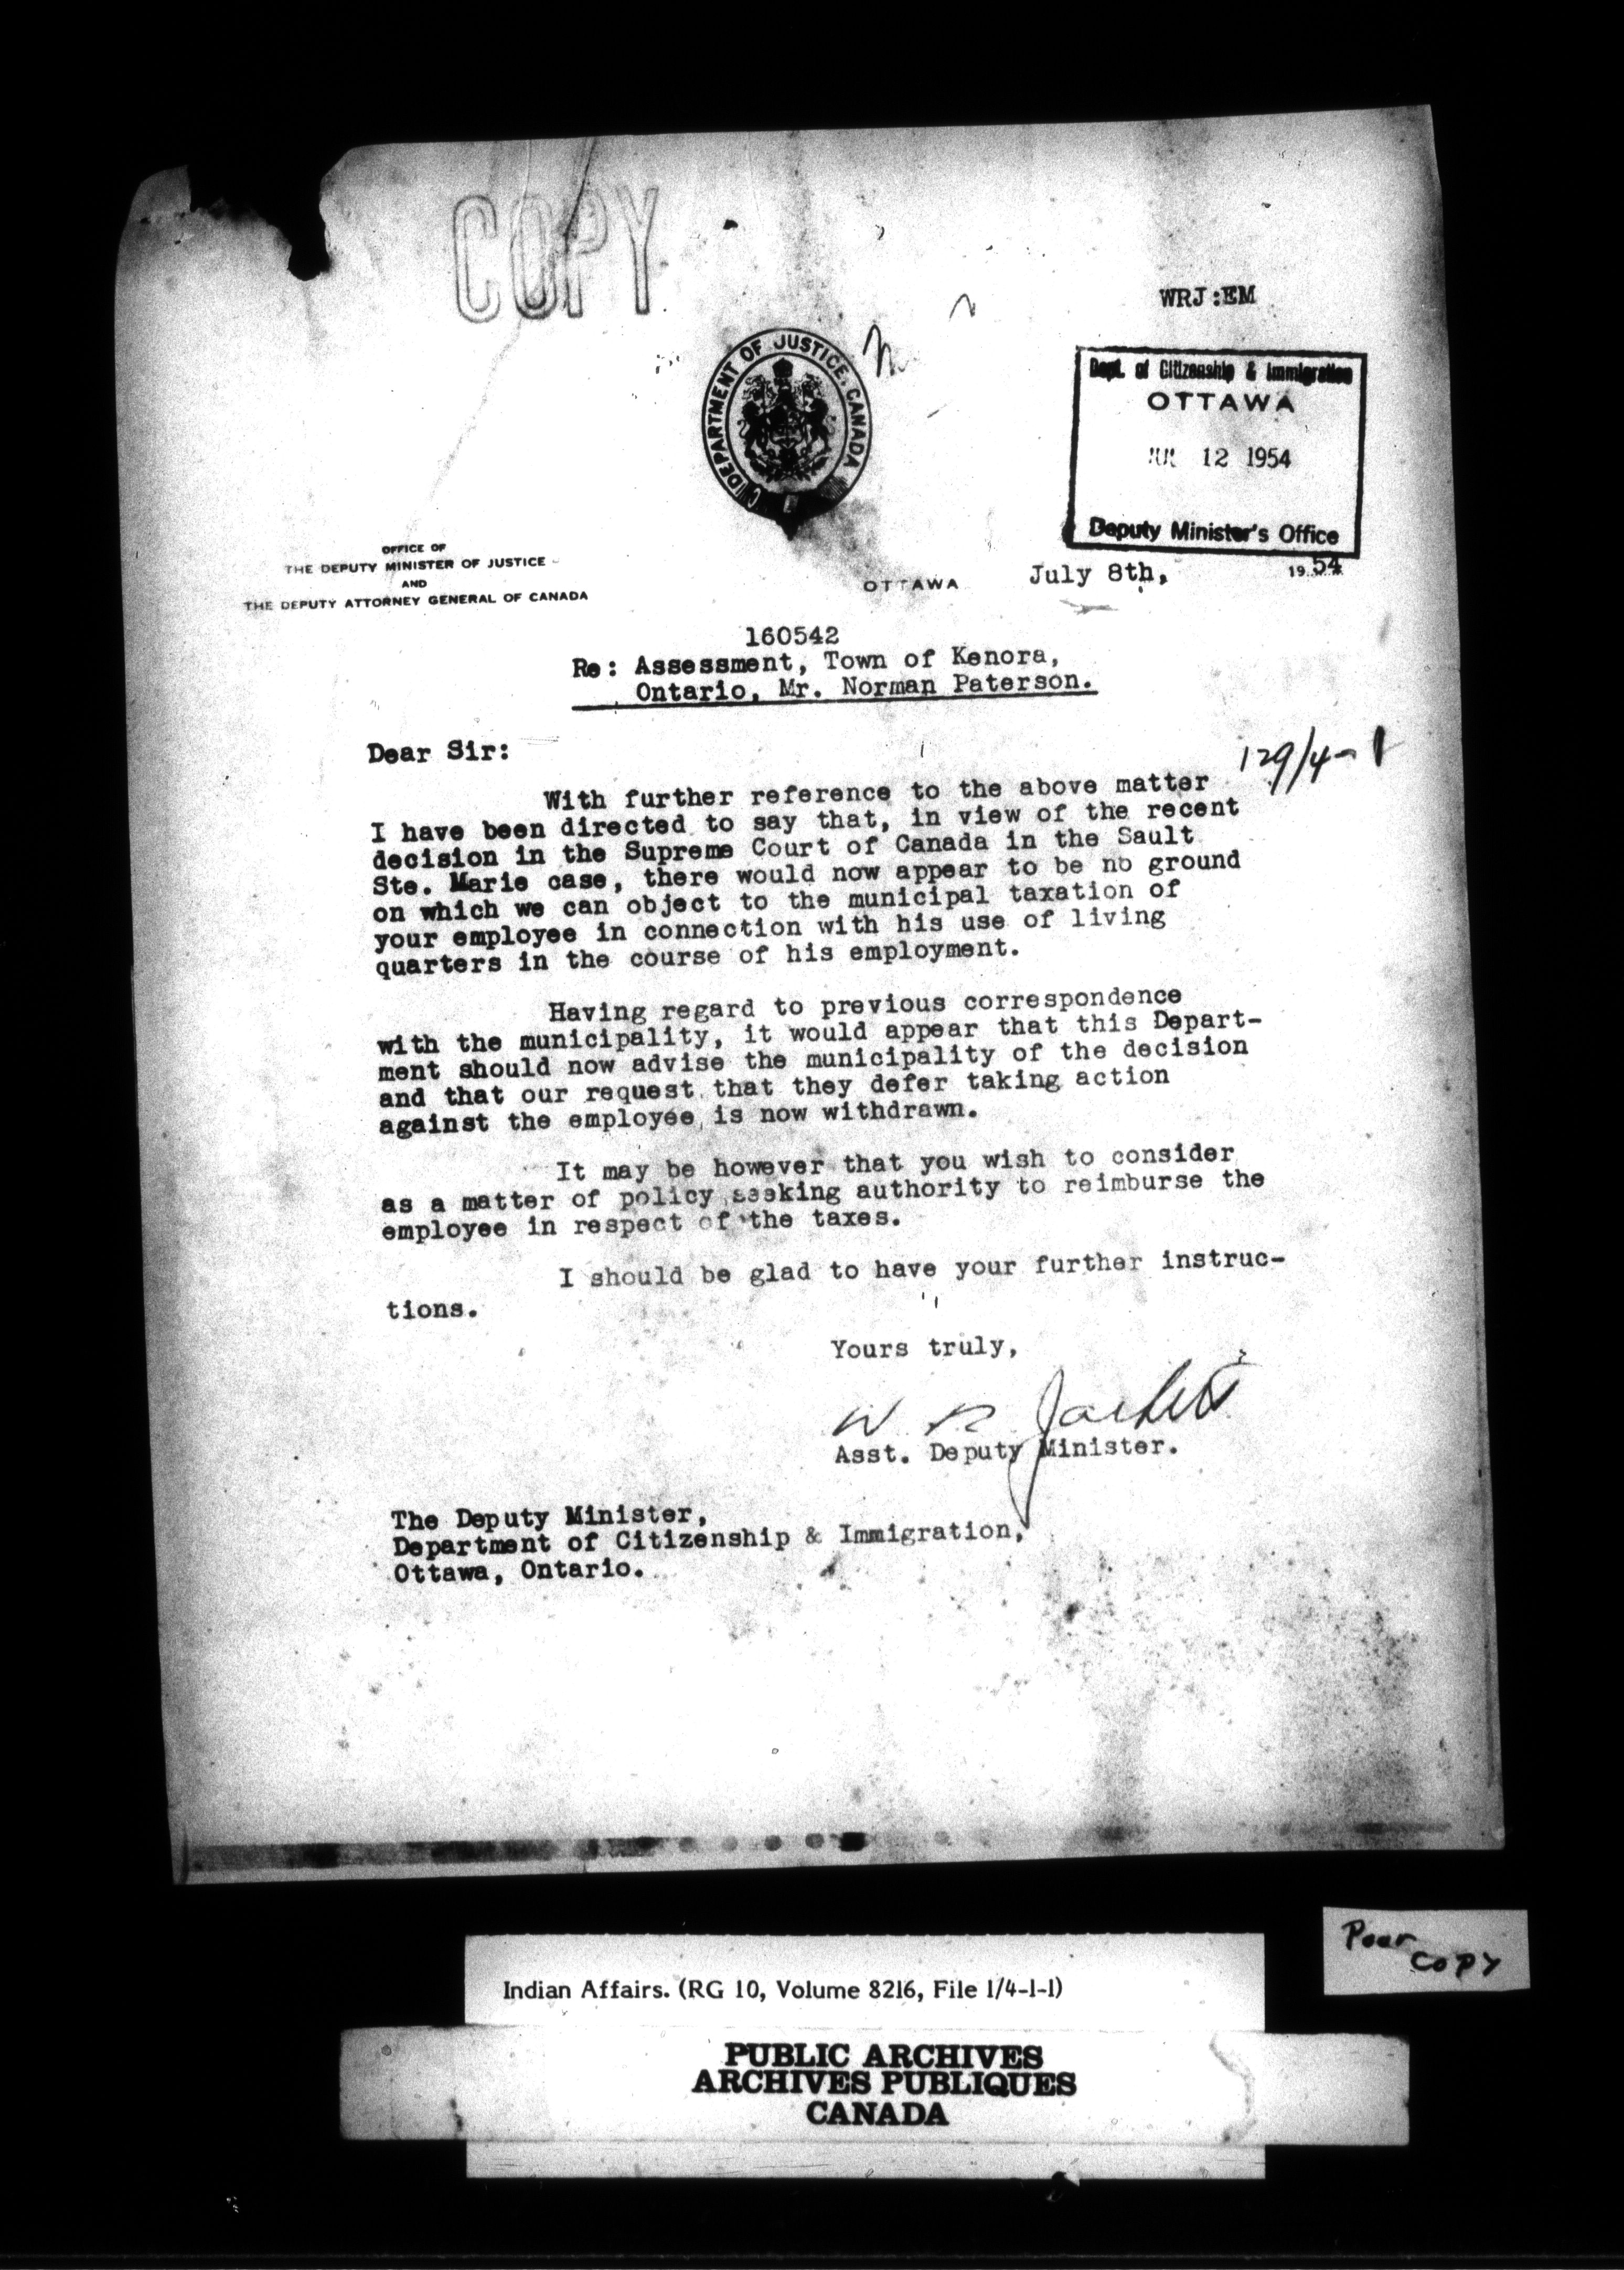 COPY
WRJ:EM
DEPARTMENT OF JUSTICE, CANADA
Dept. of Citizenship & Immigration
OTTAWA
JUL 12 1954
Deputy Minister's Office
OFFICE OF
THE DEPUTY MINISTER OF JUSTICE
AND
THE DEPUTY ATTORNEY GENERAL OF CANADA
OTTAWA July 8th, 1954
160542
Re: Assessment, Town of Kenora,
Ontario, Mr. Norman Paterson.
129/4-1
Dear Sir:
With further reference to the above matter
I have been directed to say that, in view of the recent
decision in the Supreme Court of Canada in the Sault
Ste. Marie case, there would now appear to be no ground
on which we can object to the municipal taxation of
your employee in connection with his use of living
quarters in the course of his employment.
Having regard to previous correspondence
with the municipality, it would appear that this Depart-
ment should now advise the municipality of the decision
and that our request that they defer taking action
against the employee is now withdrawn.
It may be however that you wish to consider
as a matter of policy seeking authority to reimburse the
employee in respect of the taxes.
I should be glad to have your further instruc-
tions.
Yours truly,
W R Jackett
Asst. Deputy Minister.
The Deputy Minister,
Department of Citizenship & Immigration,
Ottawa, Ontario.
Poor
COPY
Indian Affairs. (RG 10, Volume 8216, File 1/4-1-1)
PUBLIC ARCHIVES
ARCHIVES PUBLIQUES
CANADA